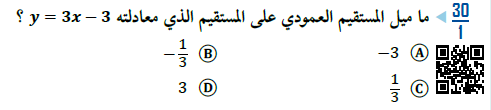 30/1 ◄ ما ميل المستقيم العمودي على المستقيم الذي معادلته y = 3x − 3 ؟
A −3 B −1/3
C 1/3 D 3